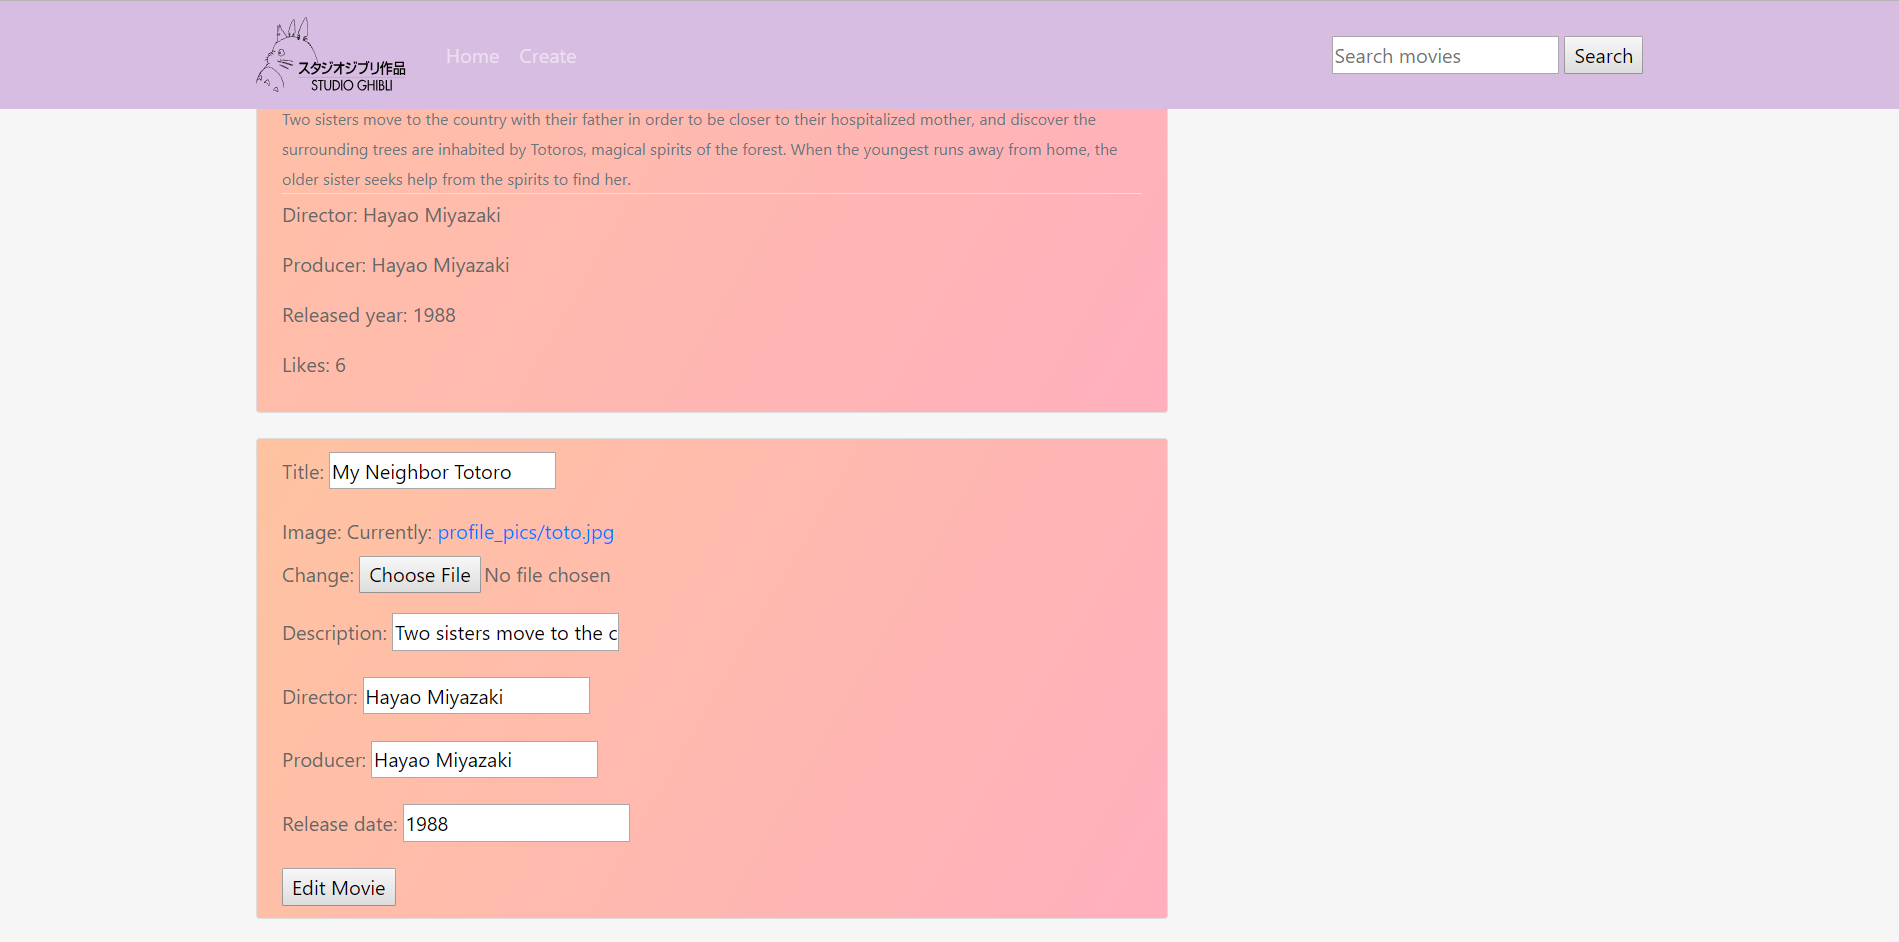 スタジオジブリ作品
STUDIO GHIBLI
Home Create
Search movies Search
Two sisters move to the country with their father in order to be closer to their hospitalized mother, and discover the
surrounding trees are inhabited by Totoros, magical spirits of the forest. When the youngest runs away from home, the
older sister seeks help from the spirits to find her.
Director: Hayao Miyazaki
Producer: Hayao Miyazaki
Released year: 1988
Likes: 6
Title: My Neighbor Totoro
Image: Currently: profile_pics/toto.jpg
Change: Choose File No file chosen
Description: Two sisters move to the c
Director: Hayao Miyazaki
Producer: Hayao Miyazaki
Release date: 1988
Edit Movie